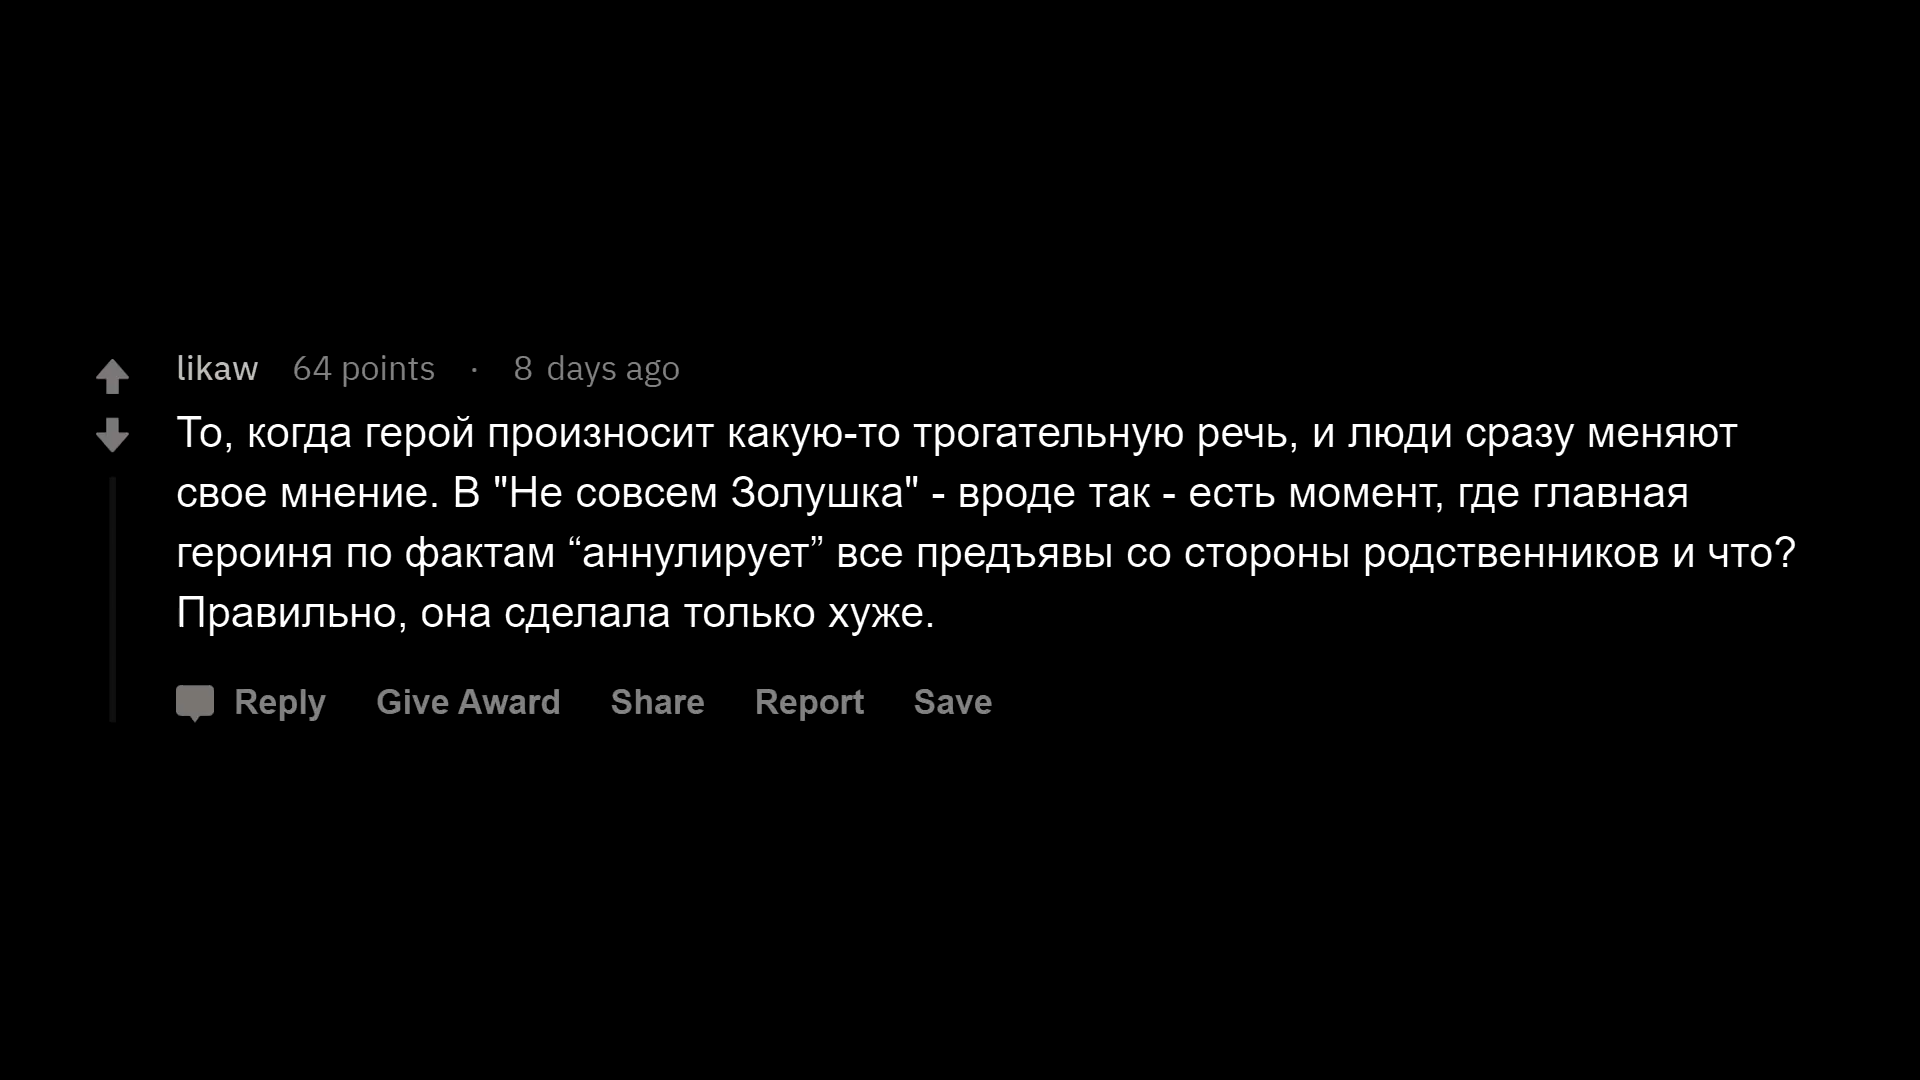 likaw 64 points · 8 days ago
То, когда герой произносит какую-то трогательную речь, и люди сразу меняют
свое мнение. В "Не совсем Золушка" - вроде так - есть момент, где главная
героиня по фактам “аннулирует” все предъявы со стороны родственников и что?
Правильно, она сделала только хуже.
Reply Give Award Share Report Save